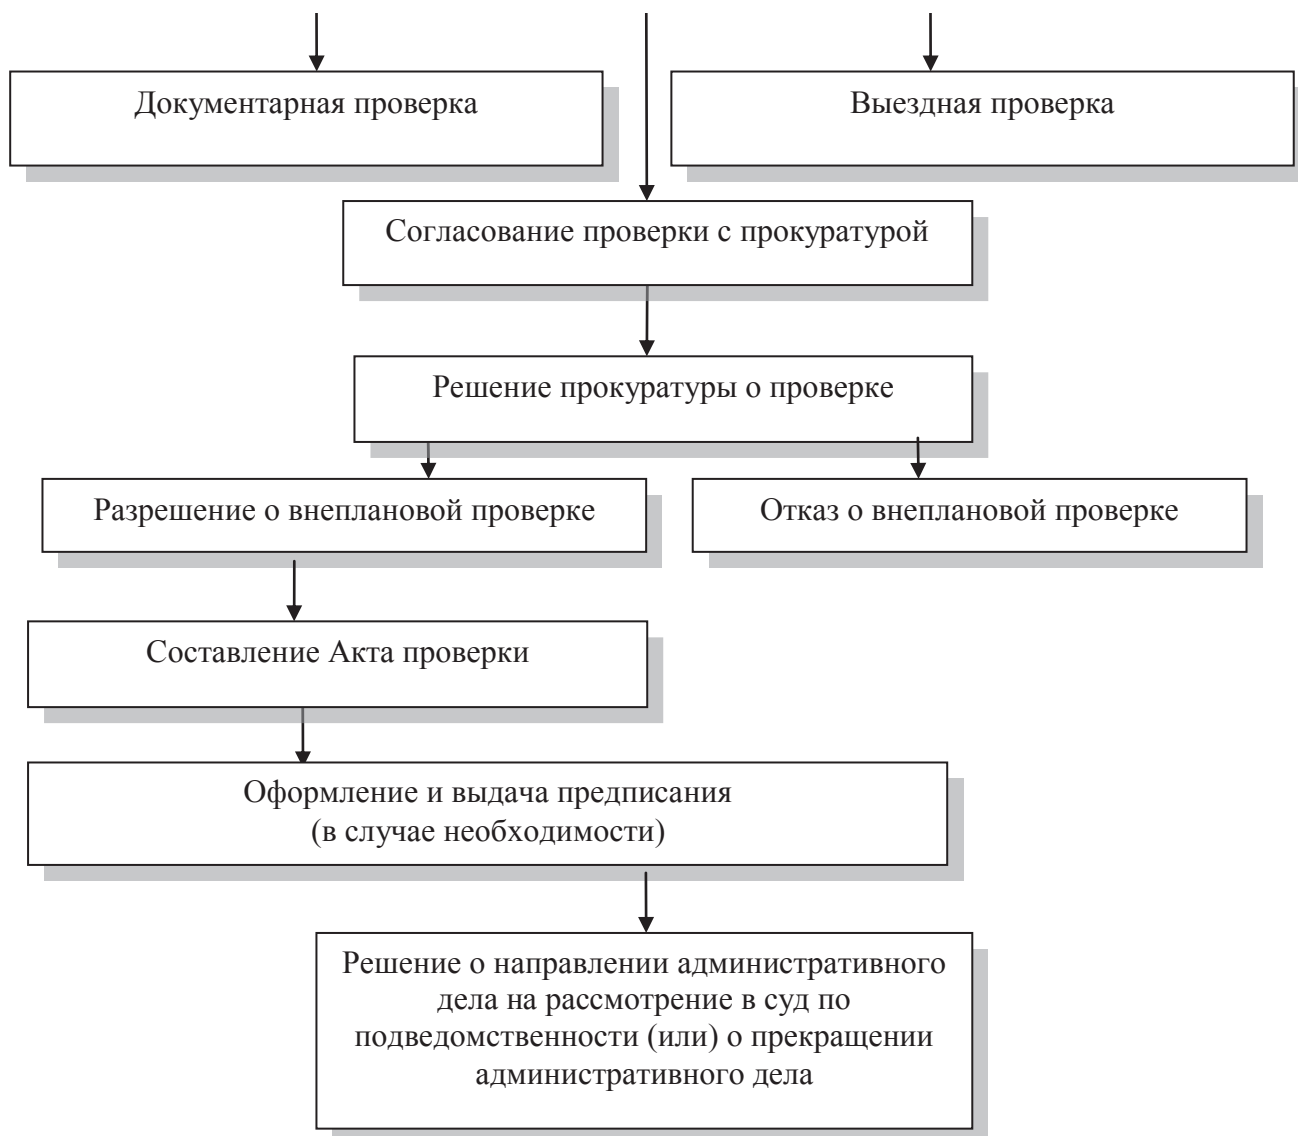 Документарная проверка
Выездная проверка
Согласование проверки с прокуратурой
Решение прокуратуры о проверке
Разрешение о внеплановой проверке
Отказ о внеплановой проверке
Составление Акта проверки
Оформление и выдача предписания
(в случае необходимости)
Решение о направлении административного
дела на рассмотрение в суд по
подведомственности (или) о прекращении
административного дела